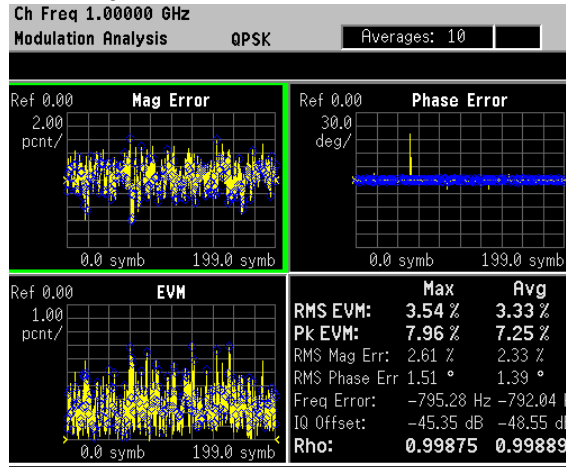 Ch Freq 1.00000 GHz
Modulation Analysis QPSK Averages: 10
Ref 0.00 Mag Error
2.00
pcnt/
0.0 symb 199.0 symb
Ref 0.00 Phase Error
30.0
deg/
0.0 symb 199.0 symb
Ref 0.00 EVM
1.00
pcnt/
0.0 symb 199.0 symb
Max Avg
RMS EVM: 3.54 % 3.33 %
Pk EVM: 7.96 % 7.25 %
RMS Mag Err: 2.61 % 2.33 %
RMS Phase Err 1.51 ° 1.39 °
Freq Error: -795.28 Hz -792.04
IQ Offset: -45.35 dB -48.55 d
Rho: 0.99875 0.99889